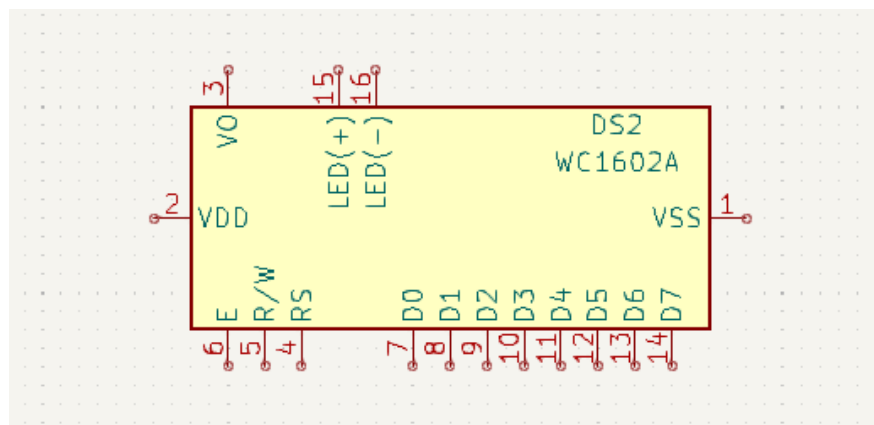 3
15
16
VO
LED(+)
LED(-)
DS2
WC1602A
2
VDD
VSS
1
E
R/W
RS
D0
D1
D2
D3
D4
D5
D6
D7
6
5
4
7
8
9
10
11
12
13
14